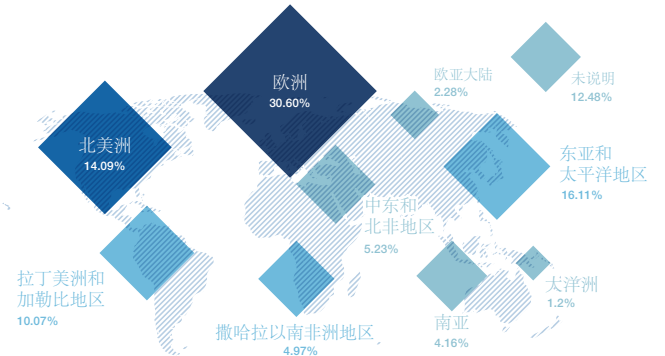 欧洲
30.60%
欧亚大陆
2.28%
未说明
12.48%
北美洲
14.09%
东亚和
太平洋地区
16.11%
中东和
北非地区
5.23%
拉丁美洲和
加勒比地区
10.07%
撒哈拉以南非洲地区
4.97%
南亚
4.16%
大洋洲
1.2%